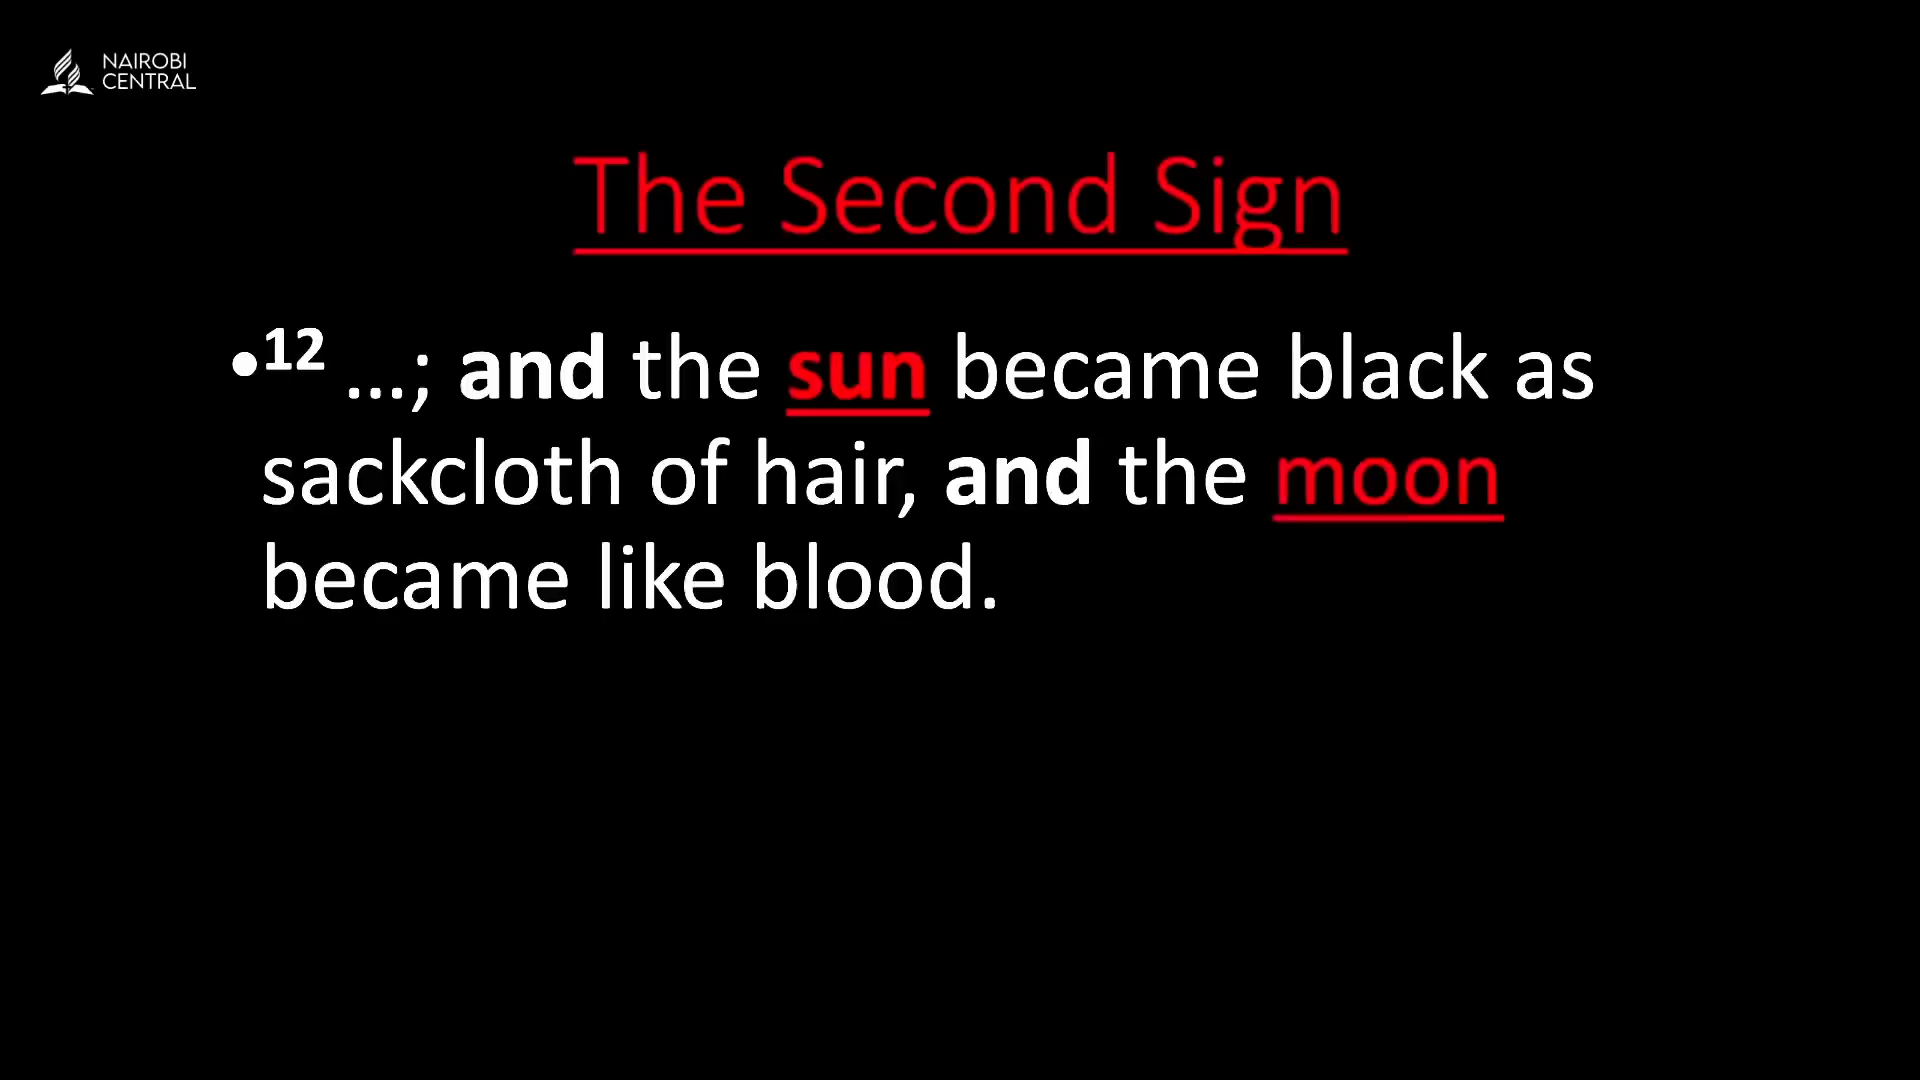 NAIROBI
CENTRAL
The Second Sign
•12 ...; and the sun became black as
sackcloth of hair, and the moon
became like blood.